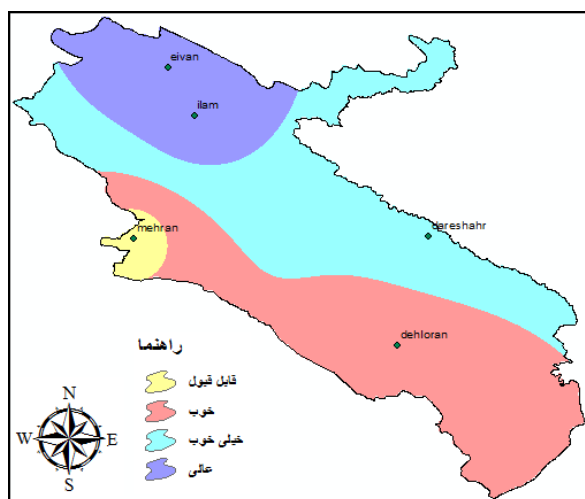 eivan
ilam
mehran
dareshahr
dehloran
راهنما
قابل قبول
خوب
خیلی خوب
عالی
N
W E
S